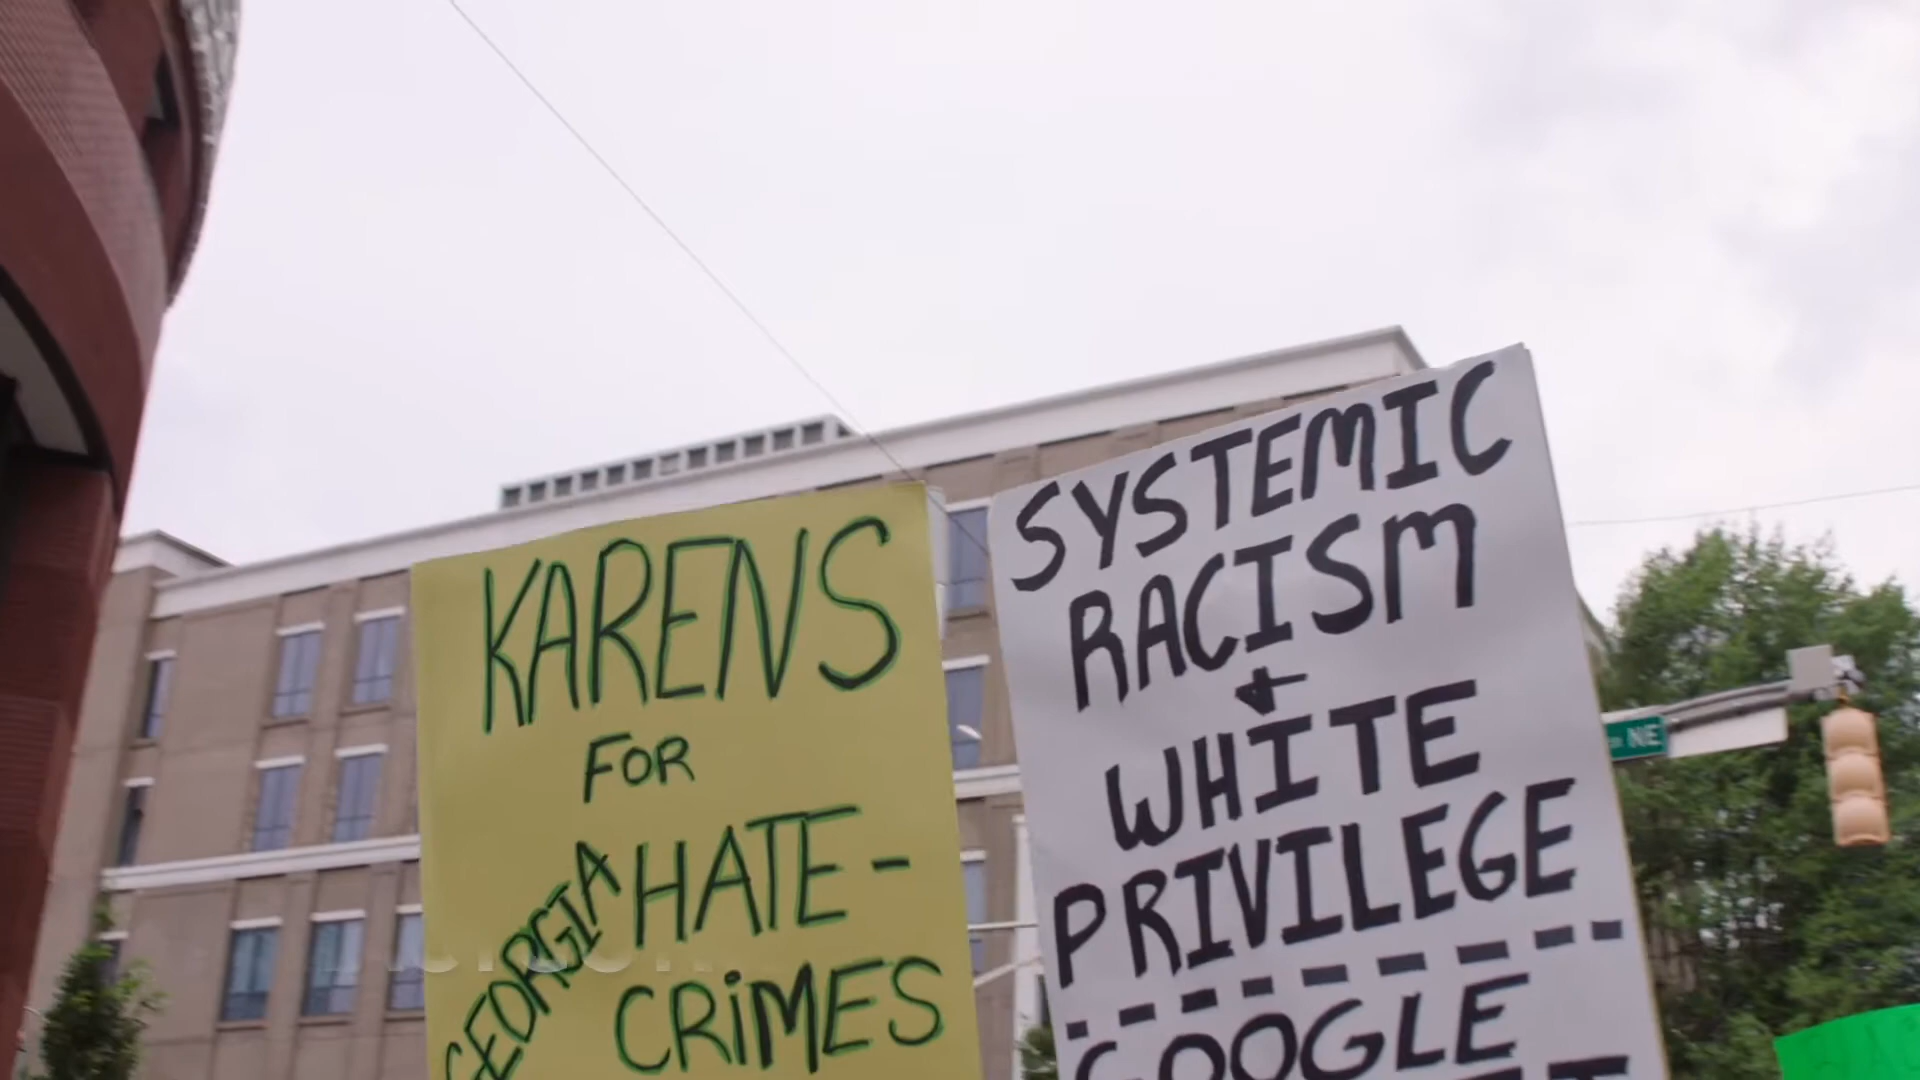 KARENS
FOR
GEORGIA HATE-
CRIMES
SYSTEMIC
RACISM
+
WHITE
PRIVILEGE
GOOGLE
NE